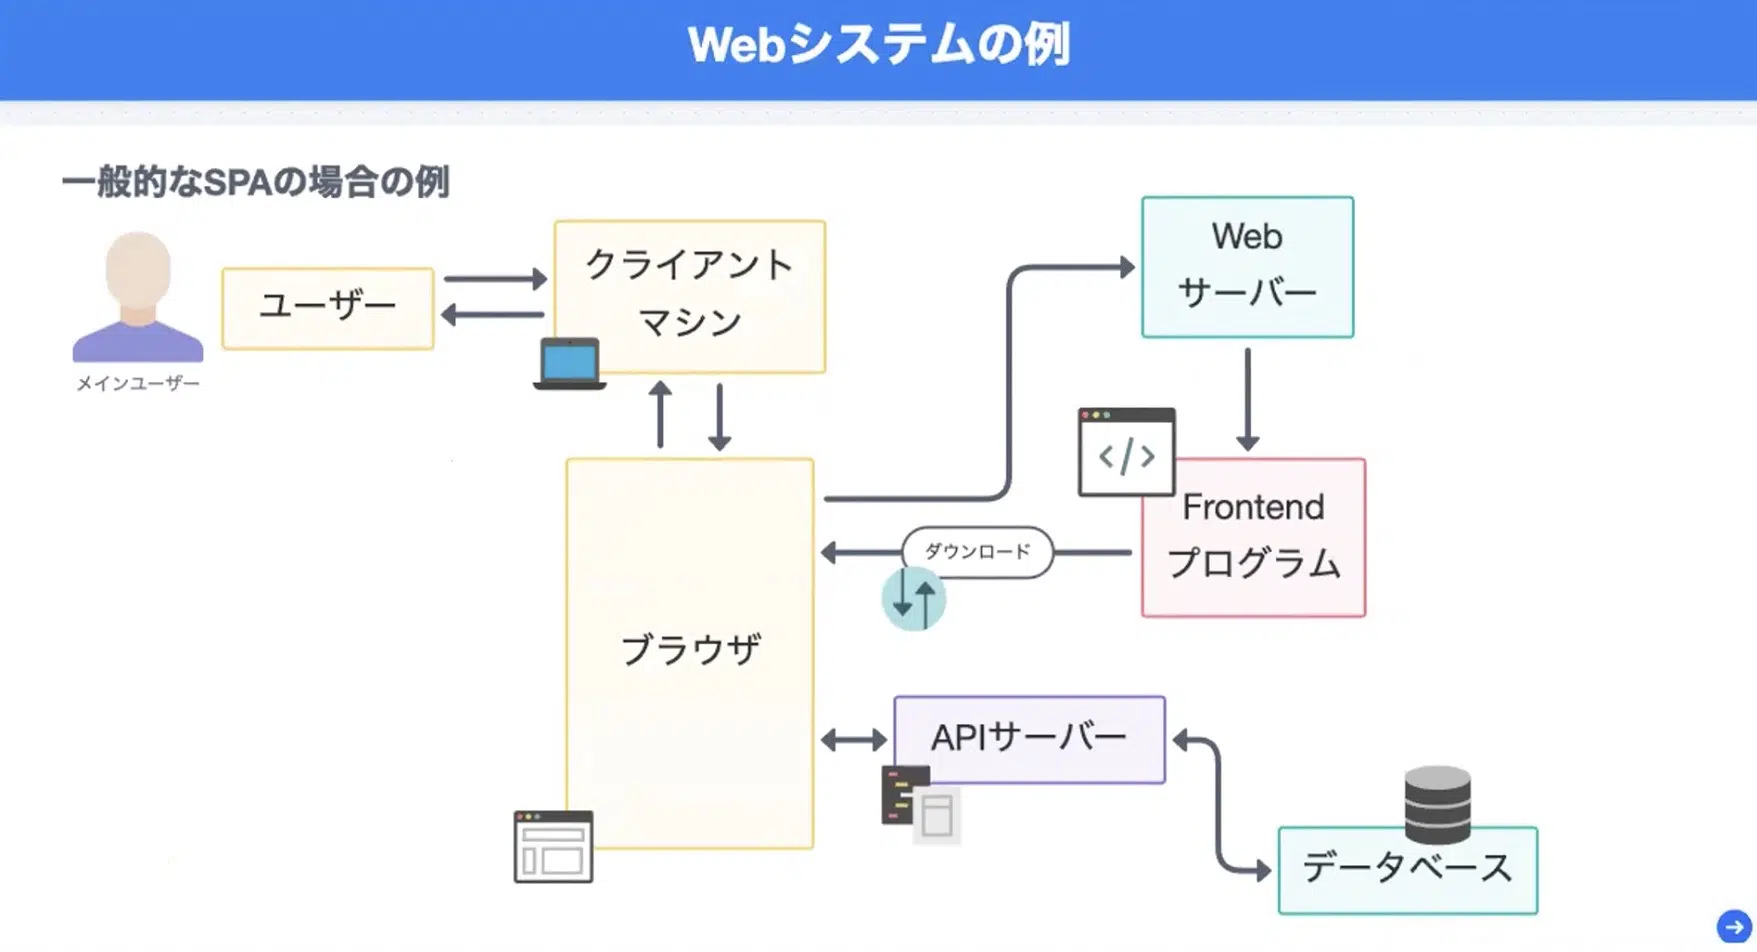 Webシステムの例
一般的なSPAの場合の例
メインユーザー
ユーザー
クライアント
マシン
Web
サーバー
</>
Frontend
プログラム
ダウンロード
ブラウザ
APIサーバー
データベース